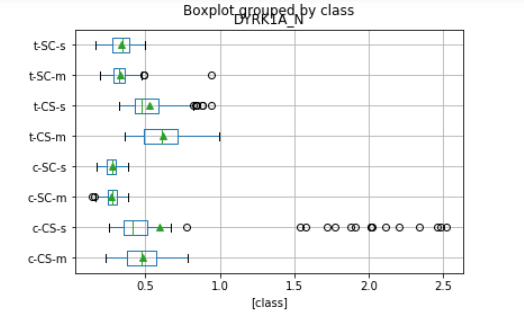 Boxplot grouped by class
DYRK1A_N
t-SC-s
t-SC-m
t-CS-s
t-CS-m
c-SC-s
c-SC-m
c-CS-s
c-CS-m
0.5 1.0 1.5 2.0 2.5
[class]